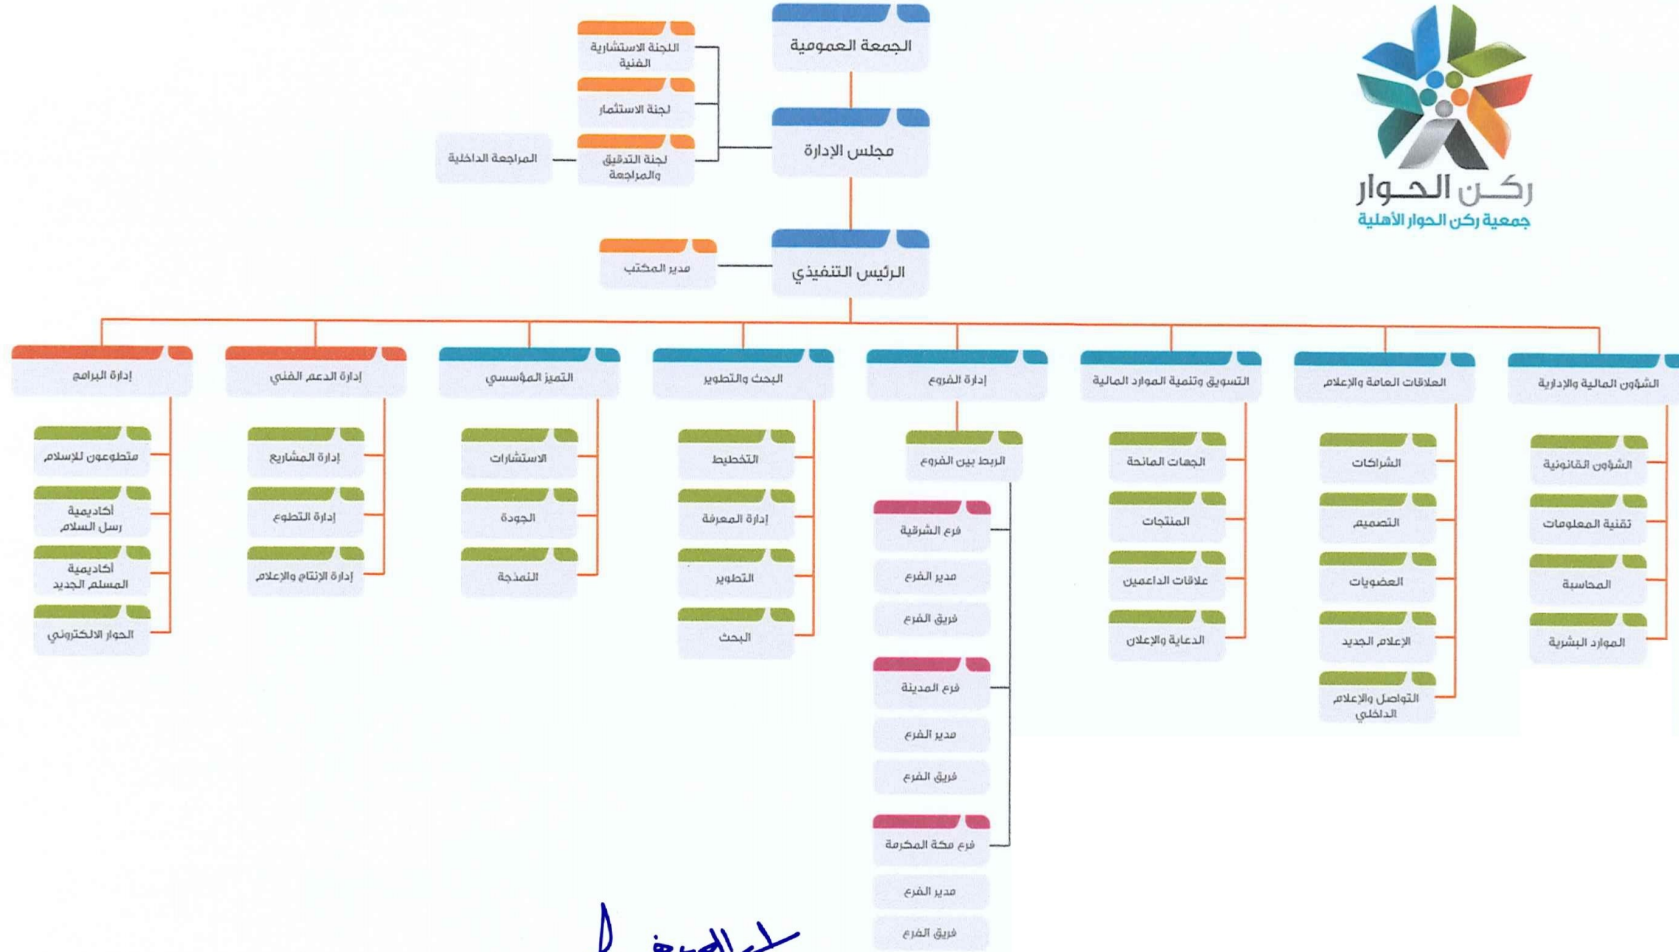 ركن الحوار
جمعية ركن الحوار الأهلية
الجمعة العمومية
مجلس الإدارة
اللجنة الاستشارية
الفنية
لجنة الاستثمار
لجنة التدقيق
والمراجعة
المراجعة الداخلية
الرئيس التنفيذي
مدير المكتب
الشؤون المالية والإدارية
الشؤون القانونية
تقنية المعلومات
المحاسبة
الموارد البشرية
العلاقات العامة والإعلام
الشراكات
التصميم
العضويات
الإعلام الجديد
التواصل والإعلام
الداخلي
التسويق وتنمية الموارد المالية
الجهات المانحة
المنتجات
علاقات الداعمين
الدعاية والإعلان
إدارة الفروع
الربط بين الفروع
فرع الشرقية
مدير الفرع
فريق الفرع
فرع المدينة
مدير الفرع
فريق الفرع
فرع مكة المكرمة
مدير الفرع
فريق الفرع
البحث والتطوير
التخطيط
إدارة المعرفة
التطوير
البحث
التميز المؤسسي
الاستشارات
الجودة
النمذجة
إدارة الدعم الفني
إدارة المشاريع
إدارة التطوع
إدارة الإنتاج والإعلام
إدارة البرامج
متطوعون للإسلام
أكاديمية
رسل السلام
أكاديمية
المسلم الجديد
الحوار الالكتروني